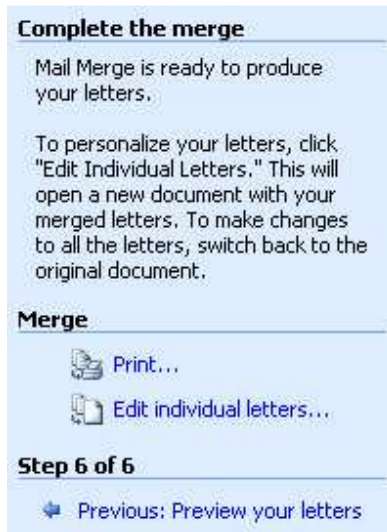 Complete the merge
Mail Merge is ready to produce
your letters.
To personalize your letters, click
"Edit Individual Letters." This will
open a new document with your
merged letters. To make changes
to all the letters, switch back to the
original document.
Merge
Print...
Edit individual letters...
Step 6 of 6
Previous: Preview your letters